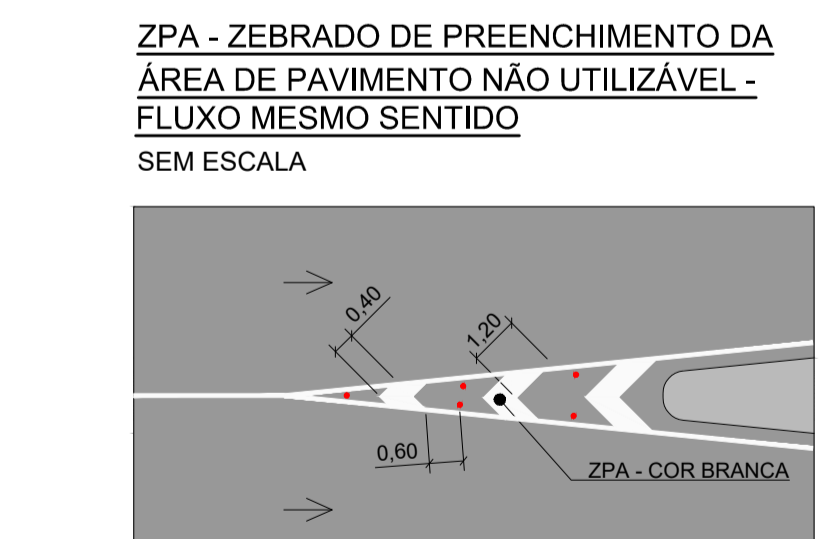 ZPA - ZEBRADO DE PREENCHIMENTO DA
ÁREA DE PAVIMENTO NÃO UTILIZÁVEL -
FLUXO MESMO SENTIDO
SEM ESCALA
0,40
1,20
0,60
ZPA - COR BRANCA